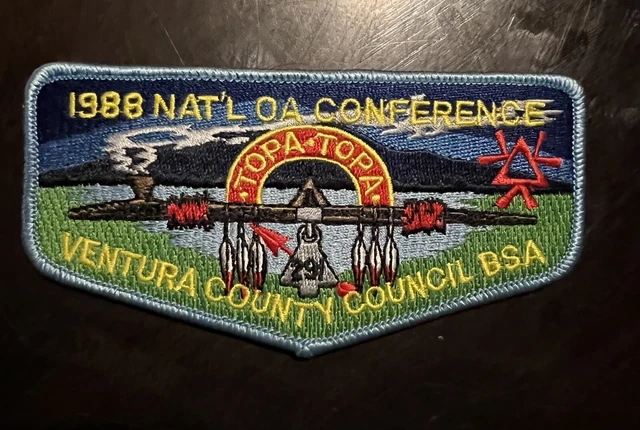 1988 NAT'L OA CONFERENCE
TOPA·TOPA
291
VENTURA COUNTY COUNCIL BSA